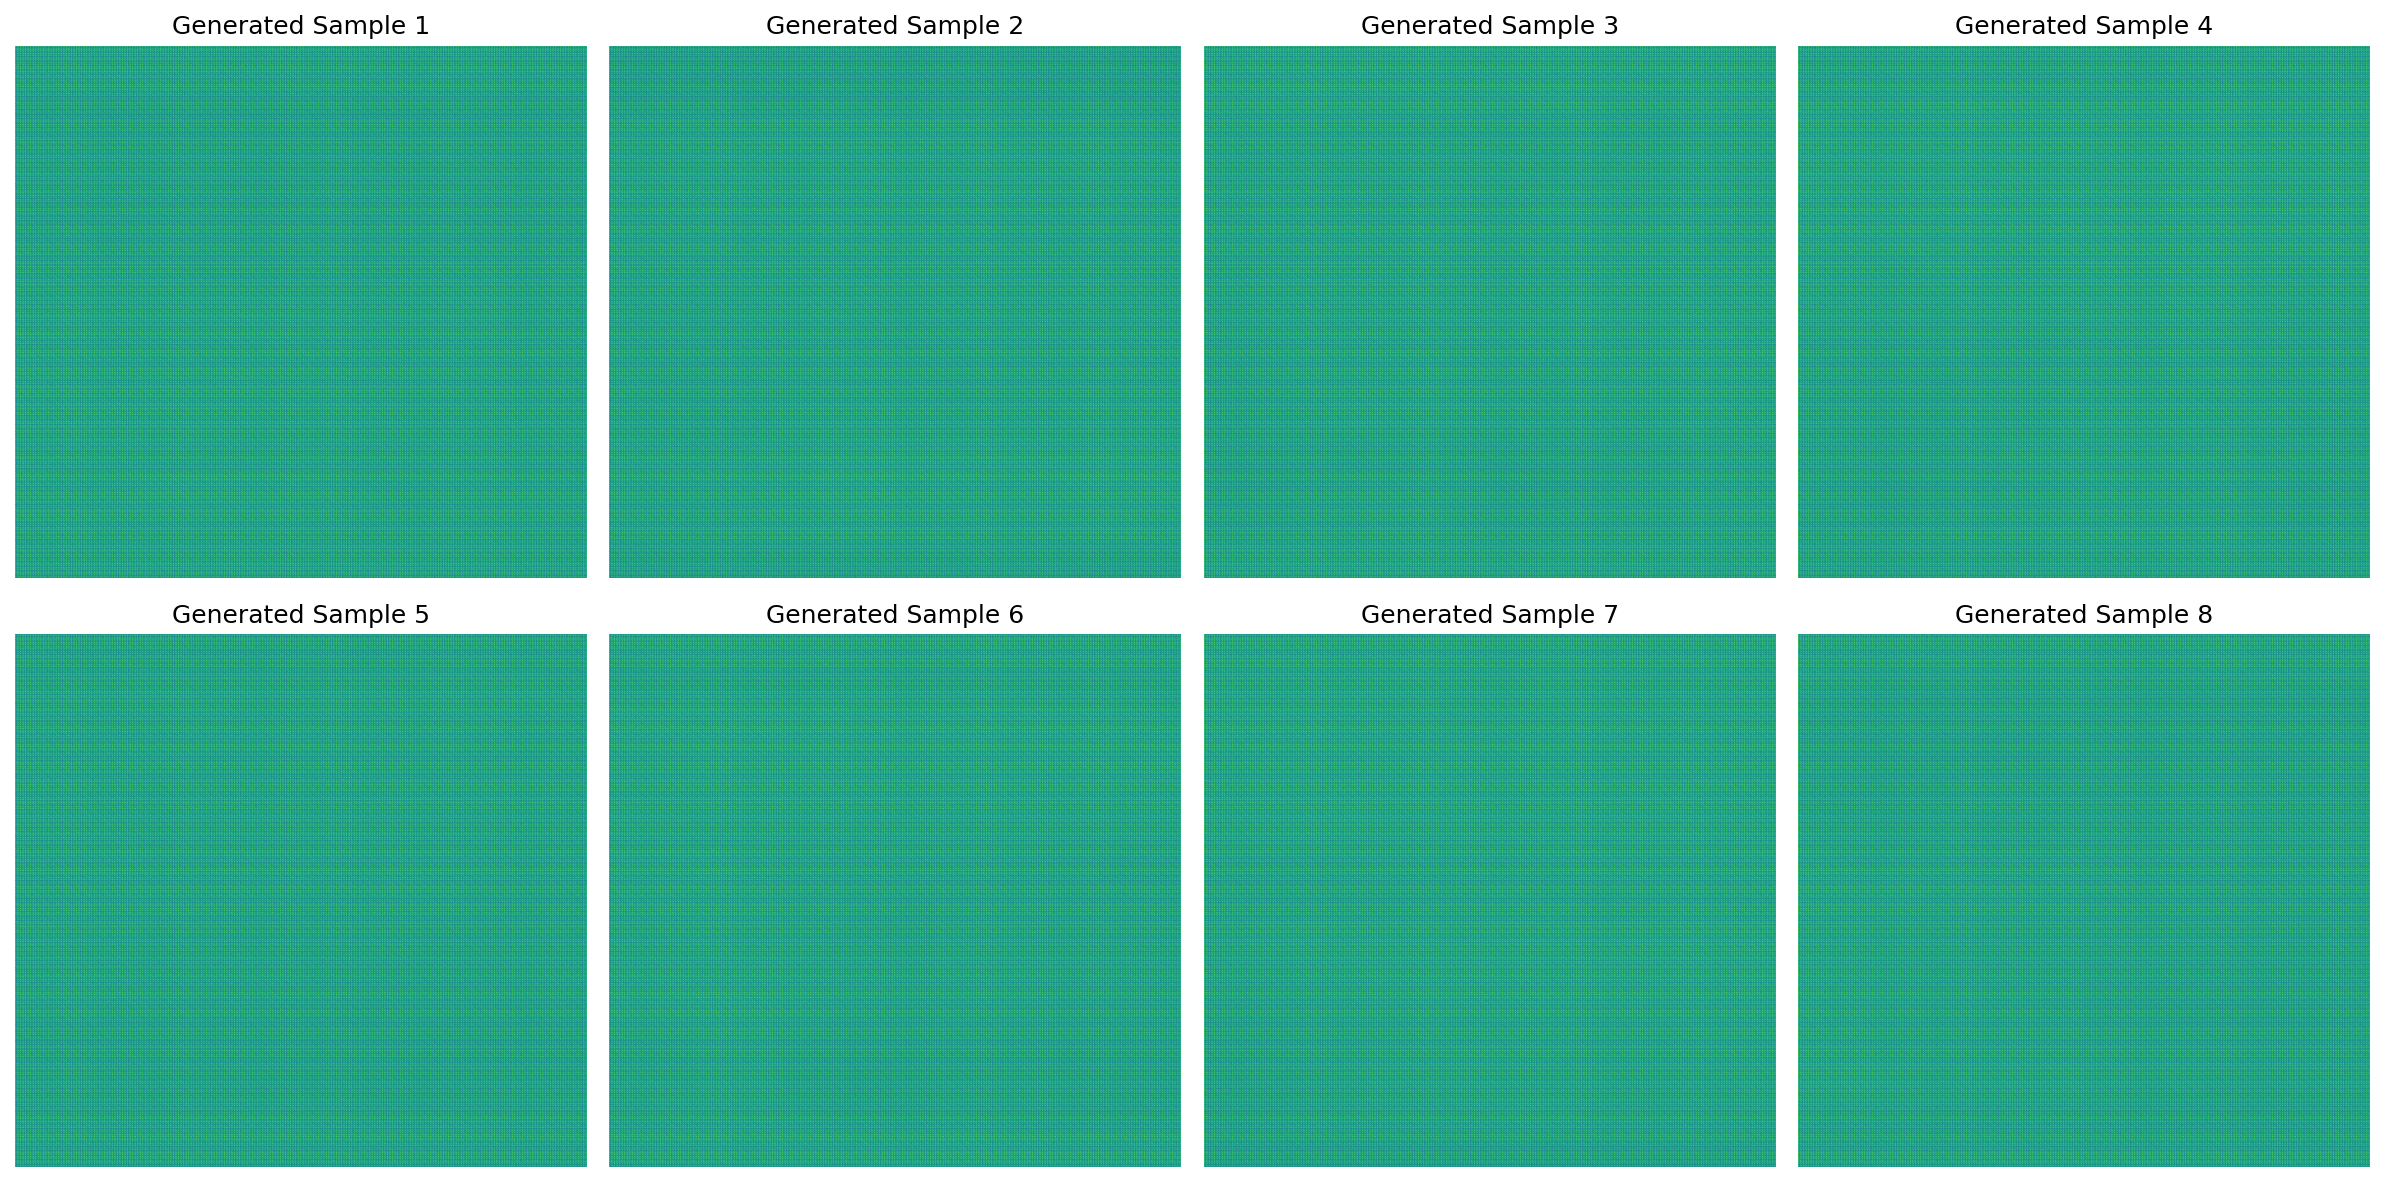 Generated Sample 1
Generated Sample 2
Generated Sample 3
Generated Sample 4
Generated Sample 5
Generated Sample 6
Generated Sample 7
Generated Sample 8